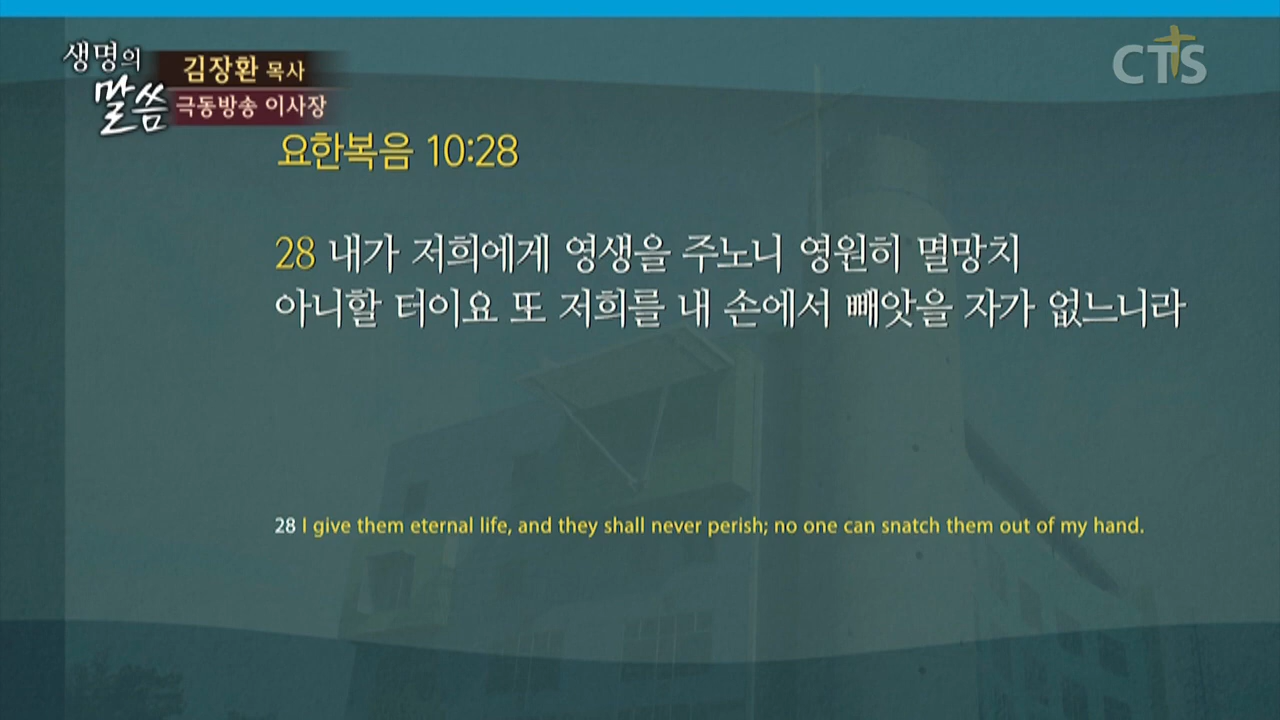 생명의
말씀
김장환 목사
극동방송 이사장
CTS
요한복음 10:28
28 내가 저희에게 영생을 주노니 영원히 멸망치
아니할 터이요 또 저희를 내 손에서 빼앗을 자가 없느니라
28 I give them eternal life, and they shall never perish; no one can snatch them out of my hand.